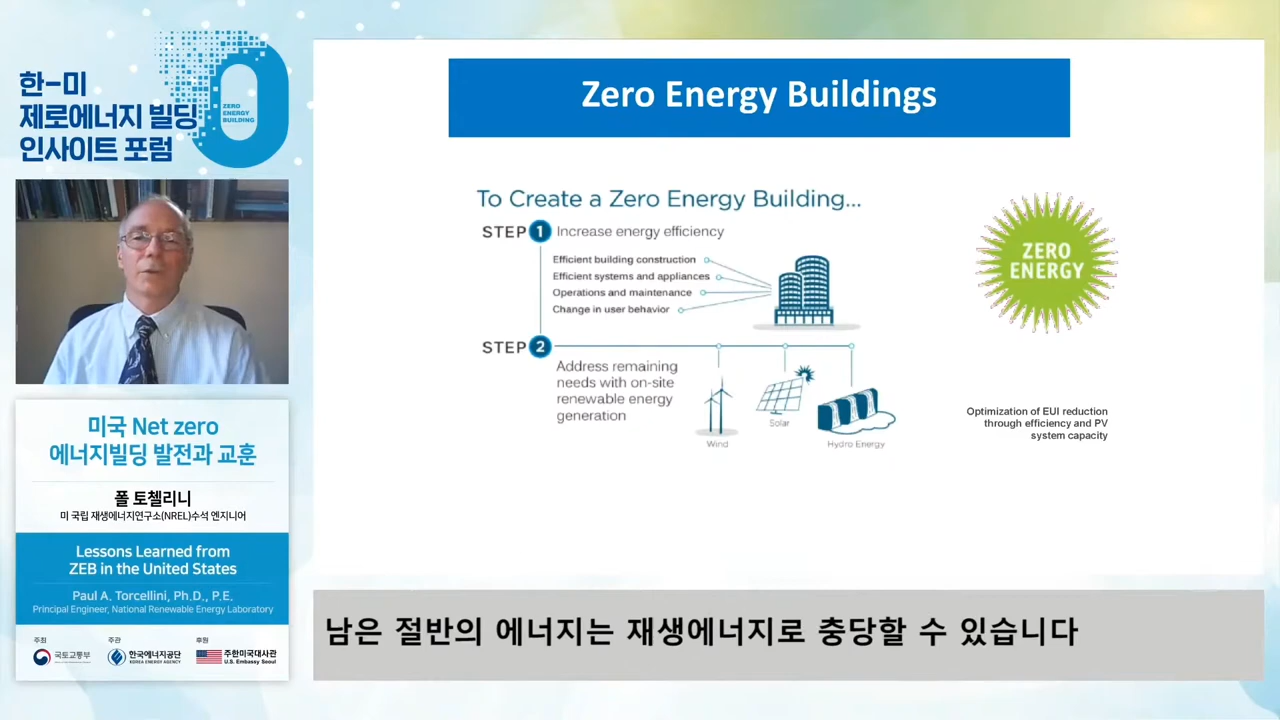 한-미
제로에너지 빌딩
인사이트 포럼
ZERO
ENERGY
BUILDING
미국 Net zero
에너지빌딩 발전과 교훈
폴 토첼리니
미 국립 재생에너지연구소(NREL)수석 엔지니어
Lessons Learned from
ZEB in the United States
Paul A. Torcellini, Ph.D., P.E.
Principal Engineer, National Renewable Energy Laboratory
주최
국토교통부
주관
한국에너지공단
KOREA ENERGY AGENCY
후원
주한미국대사관
U.S. Embassy Seoul
Zero Energy Buildings
To Create a Zero Energy Building...
STEP 1 Increase energy efficiency
Efficient building construction
Efficient systems and appliances
Operations and maintenance
Change in user behavior
STEP 2
Address remaining
needs with on-site
renewable energy
generation
Wind
Solar
Hydro Energy
ZERO
ENERGY
Optimization of EUI reduction
through efficiency and PV
system capacity
남은 절반의 에너지는 재생에너지로 충당할 수 있습니다